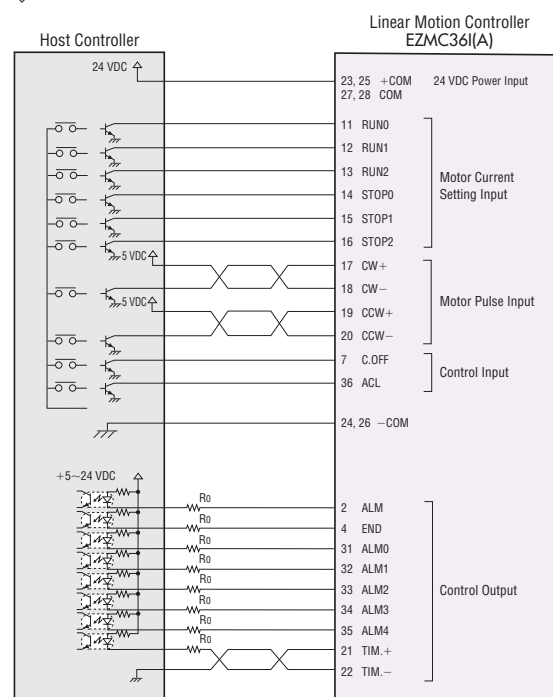 Linear Motion Controller
Host Controller EZMC36I(A)
24 VDC
23, 25 +COM 24 VDC Power Input
27, 28 COM
11 RUN0
12 RUN1
13 RUN2
Motor Current
14 STOP0
Setting Input
15 STOP1
16 STOP2
5 VDC
17 CW+
18 CW−
Motor Pulse Input
5 VDC
19 CCW+
20 CCW−
7 C.OFF
Control Input
36 ACL
24, 26 −COM
+5~24 VDC
R0
2 ALM
R0
4 END
R0
31 ALM0
R0
32 ALM1
R0
33 ALM2
Control Output
R0
34 ALM3
R0
35 ALM4
R0
21 TIM.+
22 TIM.−